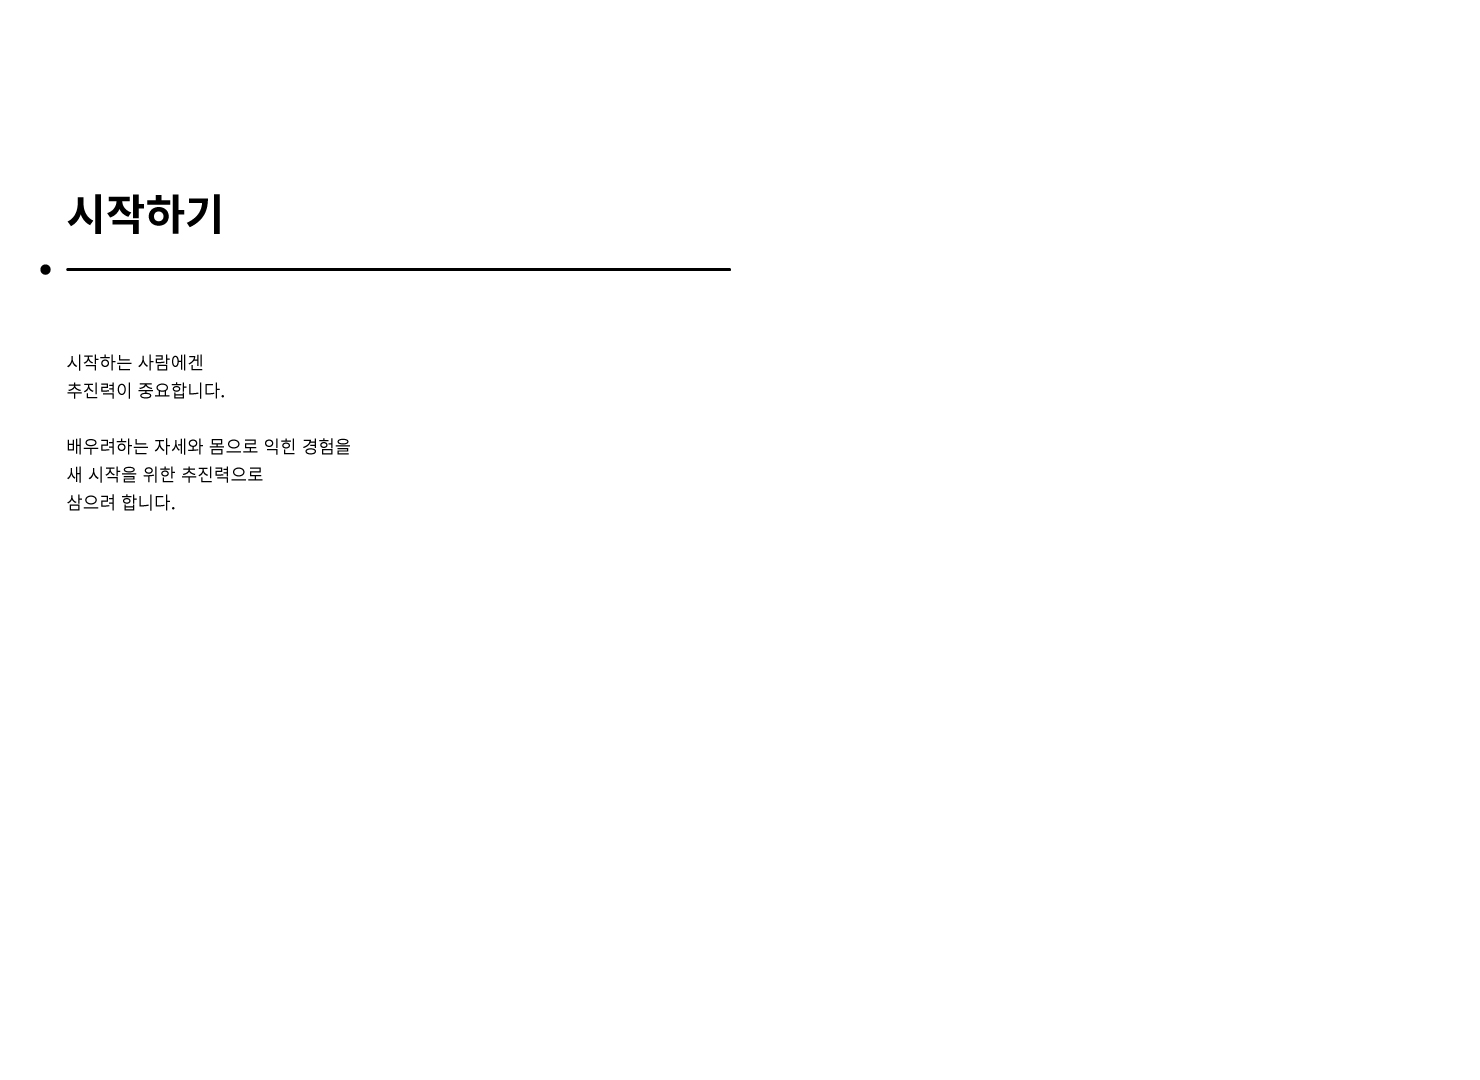 시작하기
시작하는 사람에겐
추진력이 중요합니다.
배우려하는 자세와 몸으로 익힌 경험을
새 시작을 위한 추진력으로
삼으려 합니다.